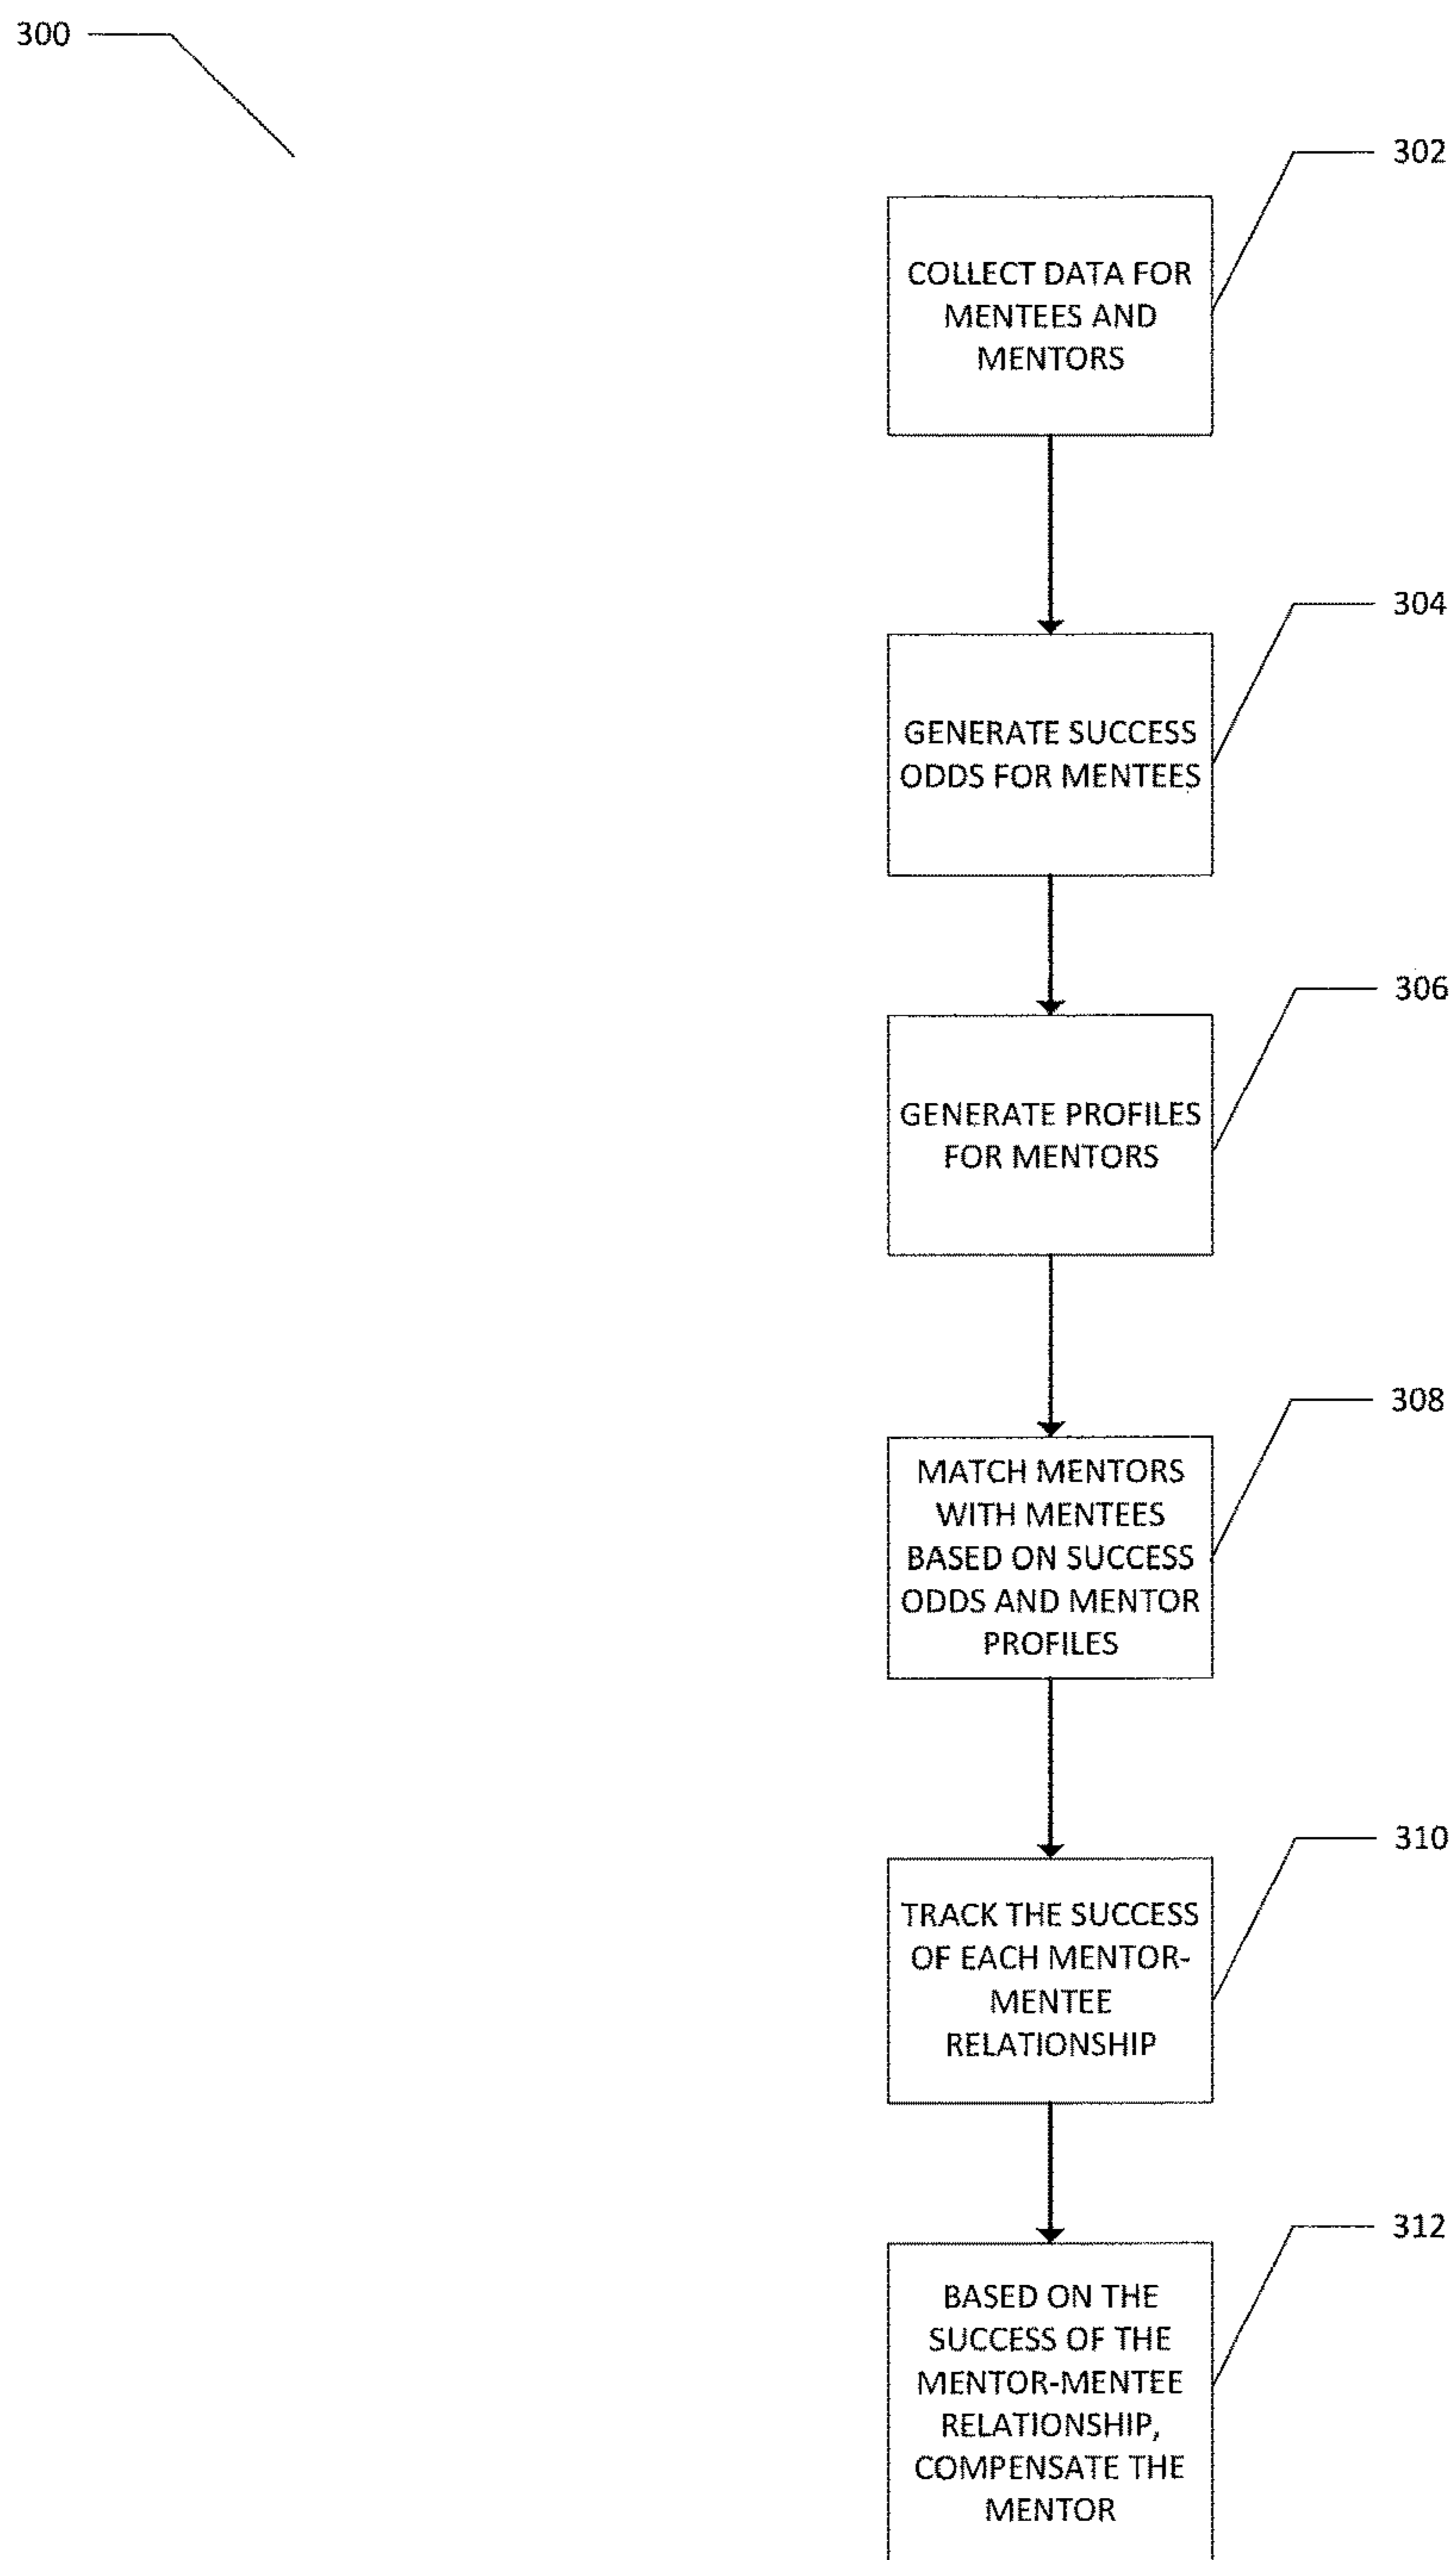 300
302
COLLECT DATA FOR
MENTEES AND
MENTORS
304
GENERATE SUCCESS
ODDS FOR MENTEES
306
GENERATE PROFILES
FOR MENTORS
308
MATCH MENTORS
WITH MENTEES
BASED ON SUCCESS
ODDS AND MENTOR
PROFILES
310
TRACK THE SUCCESS
OF EACH MENTOR-
MENTEE
RELATIONSHIP
312
BASED ON THE
SUCCESS OF THE
MENTOR-MENTEE
RELATIONSHIP,
COMPENSATE THE
MENTOR